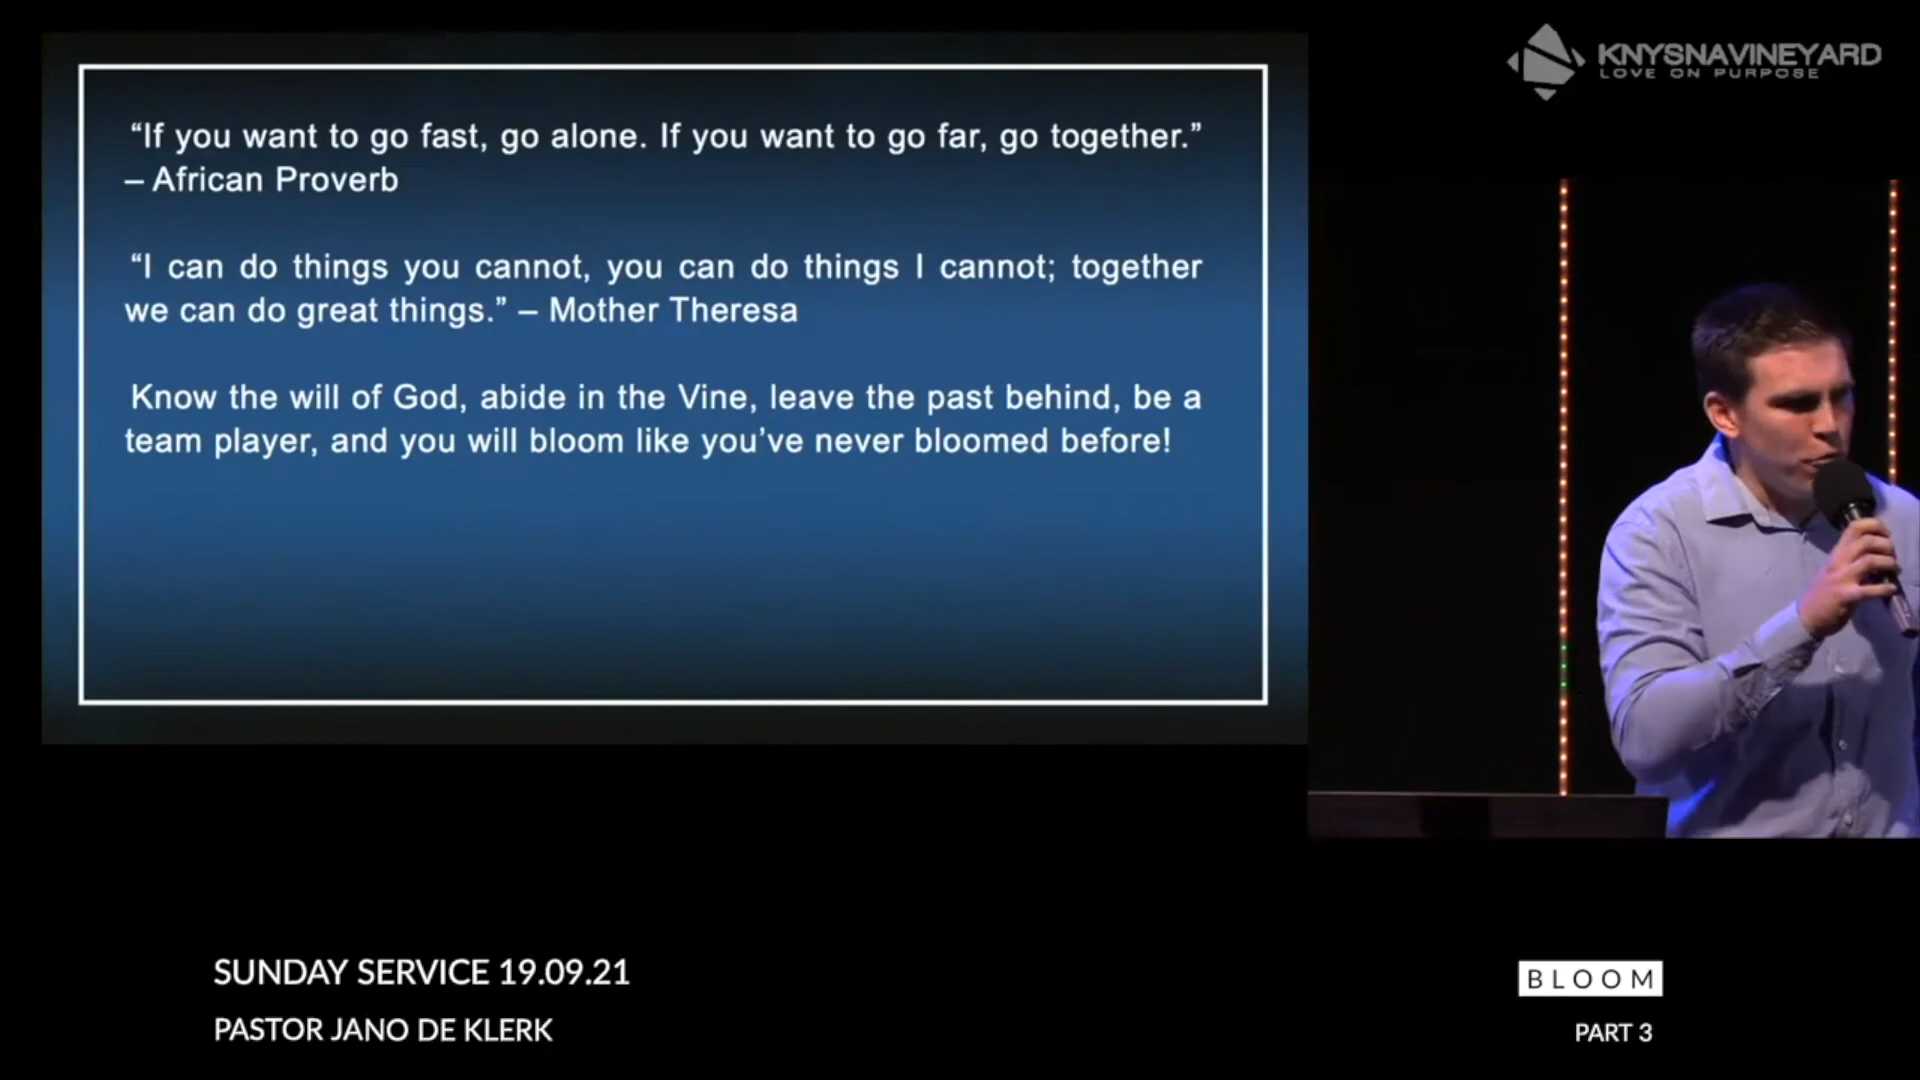 KNYSNAVINEYARD
LOVE ON PURPOSE
“If you want to go fast, go alone. If you want to go far, go together.”
– African Proverb
“I can do things you cannot, you can do things I cannot; together
we can do great things.” – Mother Theresa
Know the will of God, abide in the Vine, leave the past behind, be a
team player, and you will bloom like you’ve never bloomed before!
SUNDAY SERVICE 19.09.21
PASTOR JANO DE KLERK
BLOOM
PART 3